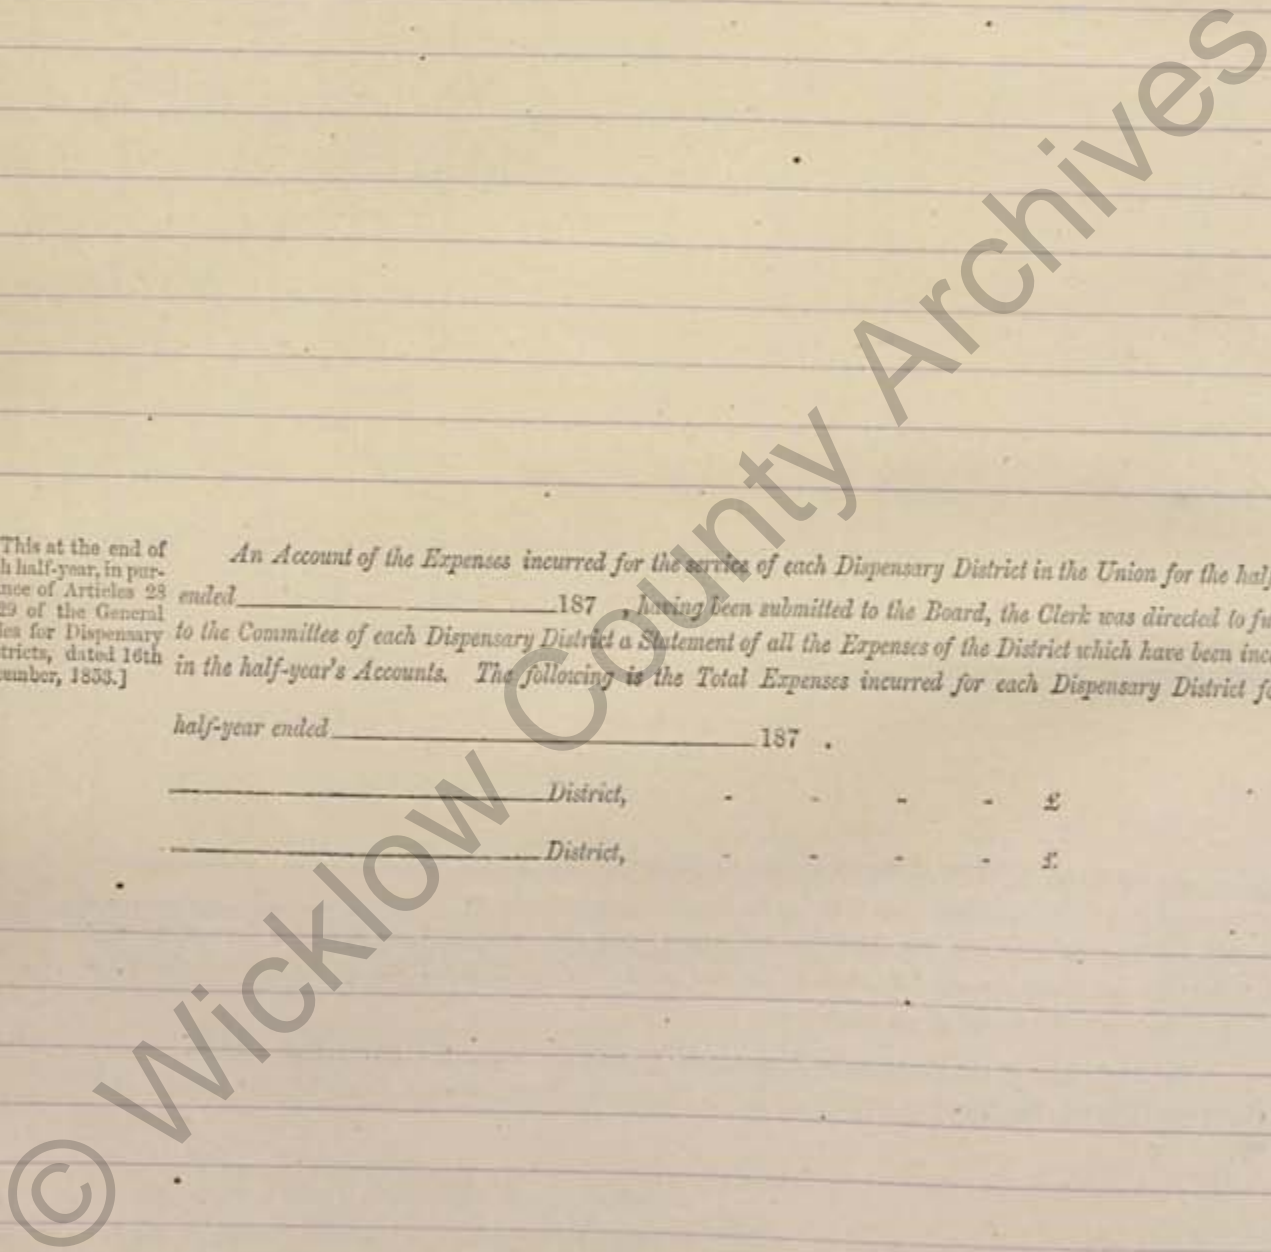 This at the end of
h half-year, in pur-
nce of Articles 28
29 of the General
les for Dispensary
tricts, dated 16th
ember, 1853.]
An Account of the Expenses incurred for the service of each Dispensary District in the Union for the half
ended 187 , having been submitted to the Board, the Clerk was directed to fu
to the Committee of each Dispensary District a Statement of all the Expenses of the District which have been inc
in the half-year's Accounts. The following is the Total Expenses incurred for each Dispensary District fo
half-year ended 187 .
District, - - - - £
District, - - - - £
© Wicklow County Archives